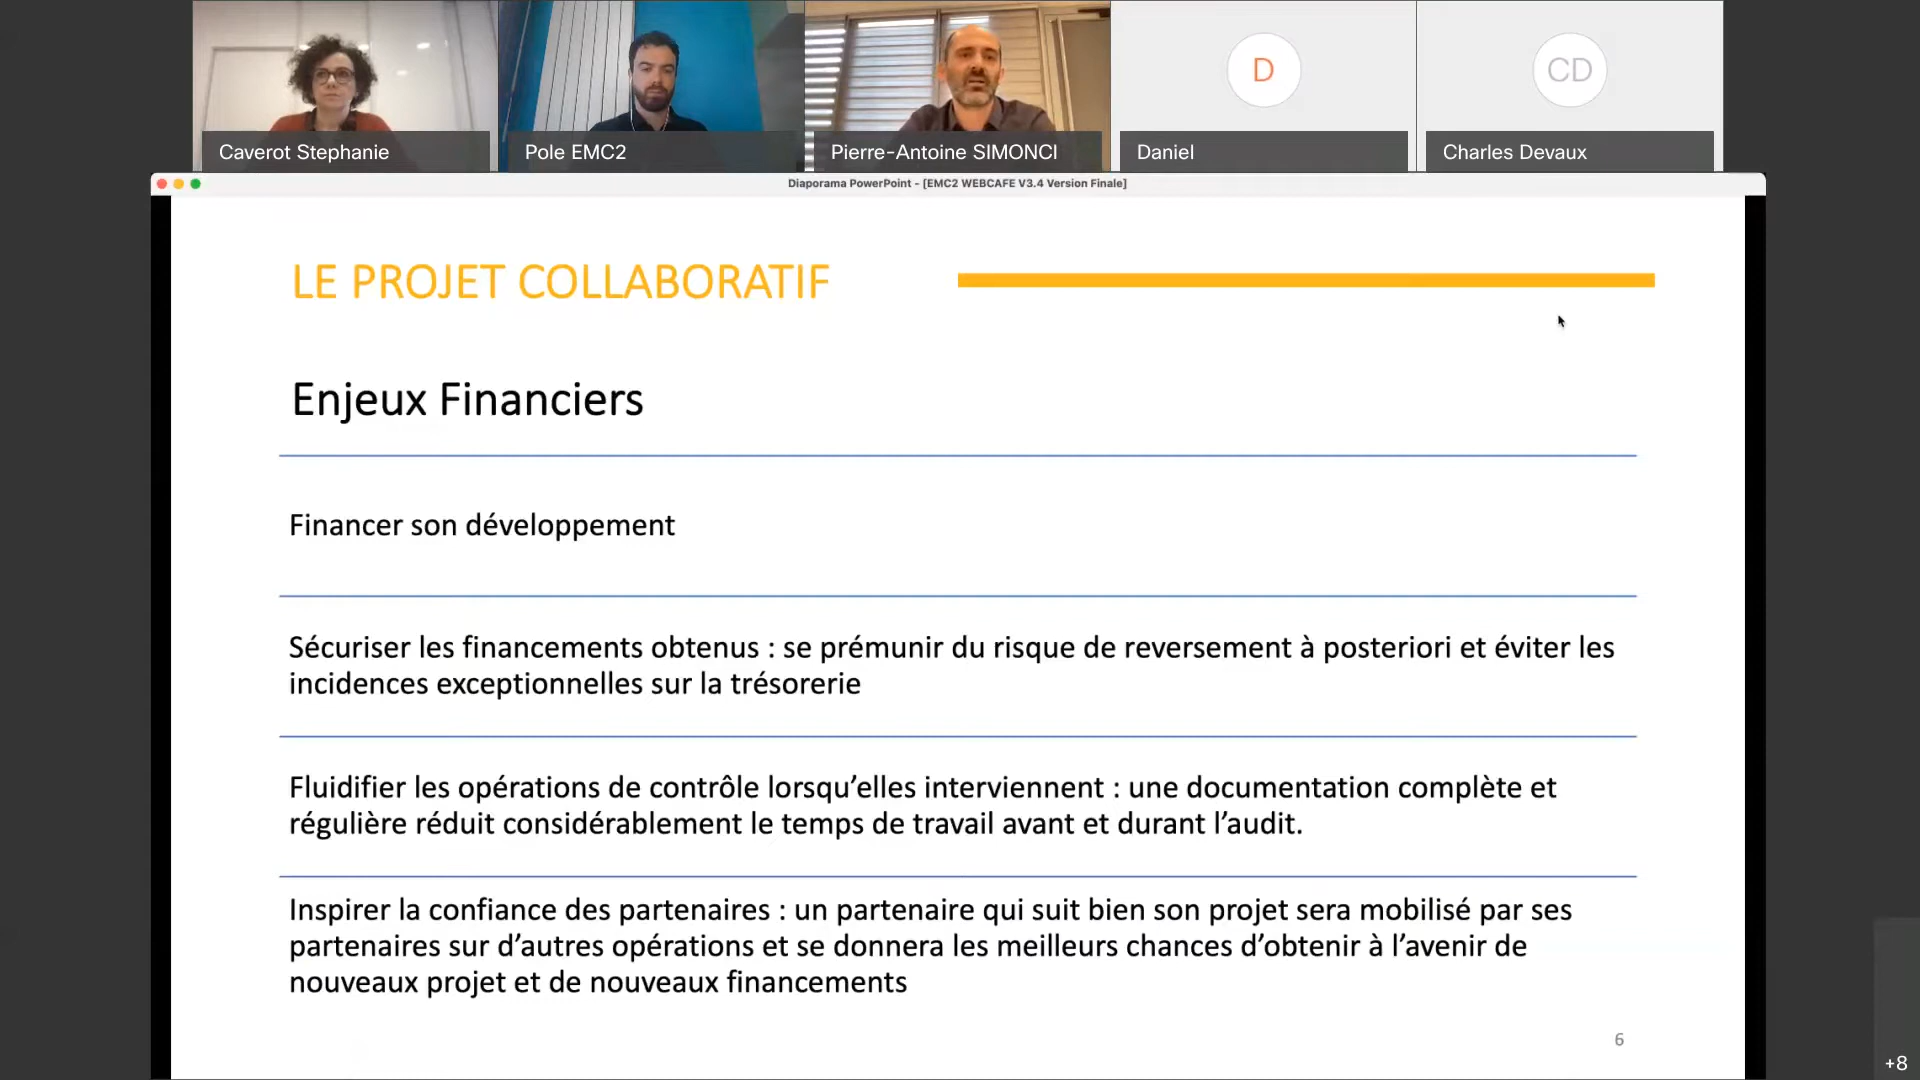 D
CD
Caverot Stephanie
Pole EMC2
Pierre-Antoine SIMONCI
Daniel
Charles Devaux
Diaporama PowerPoint - [EMC2 WEBCAFE V3.4 Version Finale]
LE PROJET COLLABORATIF
Enjeux Financiers
Financer son développement
Sécuriser les financements obtenus : se prémunir du risque de reversement à posteriori et éviter les
incidences exceptionnelles sur la trésorerie
Fluidifier les opérations de contrôle lorsqu’elles interviennent : une documentation complète et
régulière réduit considérablement le temps de travail avant et durant l’audit.
Inspirer la confiance des partenaires : un partenaire qui suit bien son projet sera mobilisé par ses
partenaires sur d’autres opérations et se donnera les meilleurs chances d’obtenir à l’avenir de
nouveaux projet et de nouveaux financements
6
+8